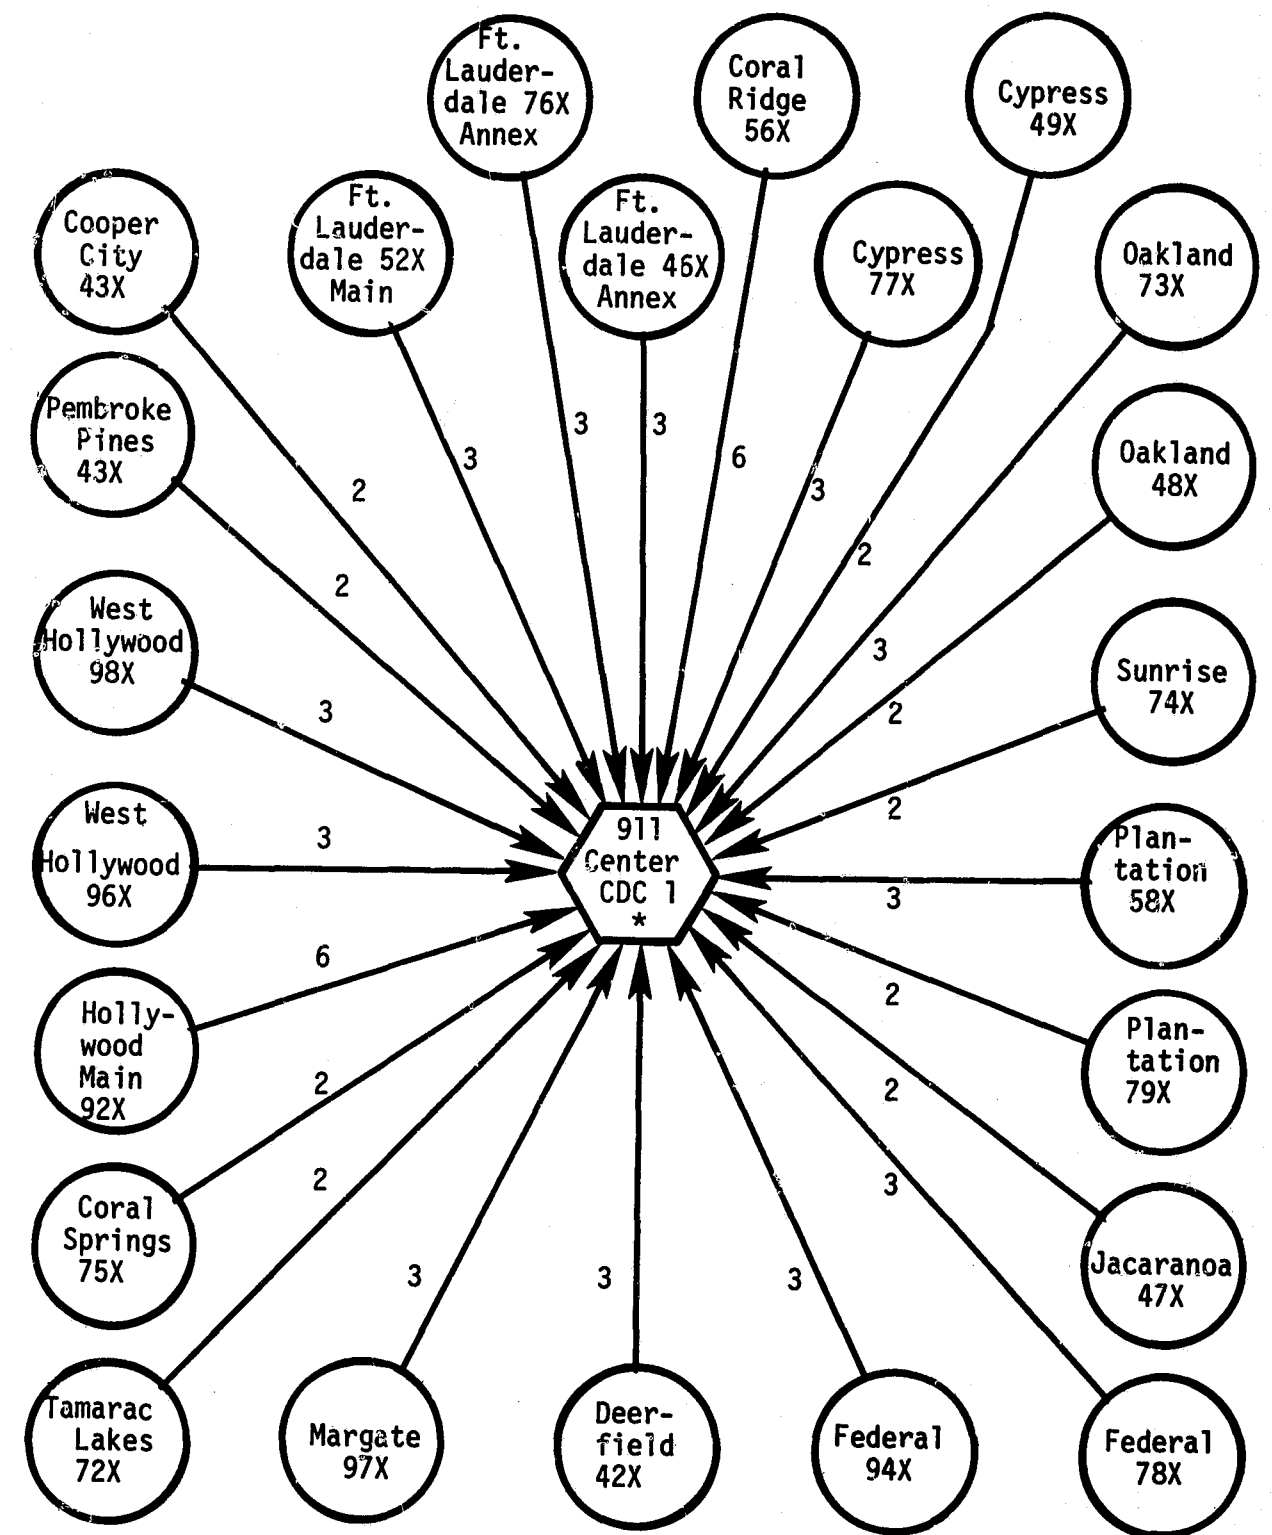 Ft.
Lauder-
dale 76X
Annex
Coral
Ridge
56X
Cypress
49X
Cooper
City
43X
Ft.
Lauder-
dale 52X
Main
Ft.
Lauder-
dale 46X
Annex
Cypress
77X
Oakland
73X
Pembroke
Pines
43X
Oakland
48X
3
3
3
6
3
2
2
2
2
3
2
West
Hollywood
98X
Sunrise
74X
3
2
West
Hollywood
96X
3
911
Center
CDC 1
*
Plan-
tation
58X
3
Holly-
wood
Main
92X
6
2
Plan-
tation
79X
2
2
Coral
Springs
75X
2
3
Jacaranoa
47X
3
3
3
Tamarac
Lakes
72X
Margate
97X
Deer-
field
42X
Federal
94X
Federal
78X